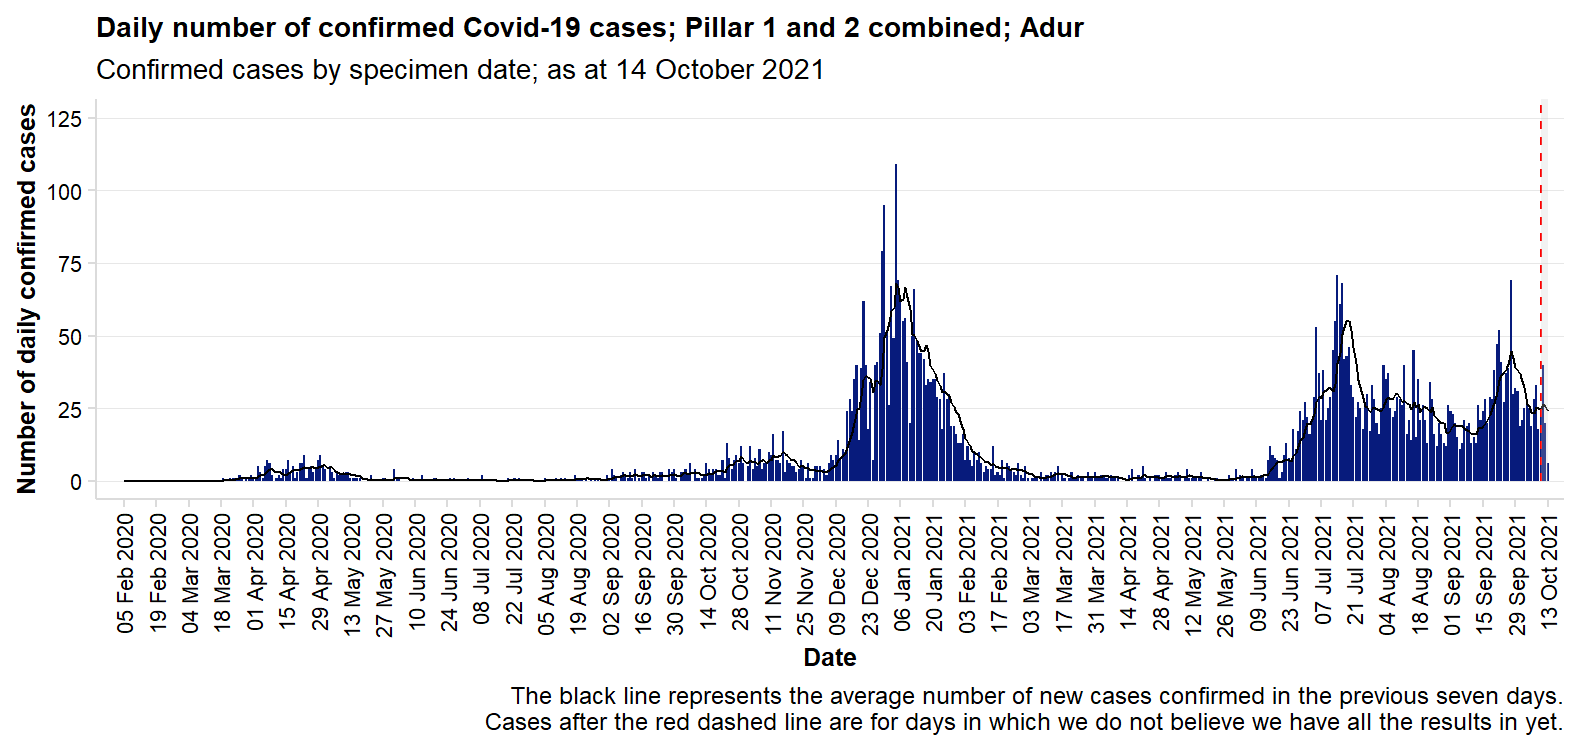 Daily number of confirmed Covid-19 cases; Pillar 1 and 2 combined; Adur
Confirmed cases by specimen date; as at 14 October 2021
Number of daily confirmed cases
125
100
75
50
25
0
05 Feb 2020
19 Feb 2020
04 Mar 2020
18 Mar 2020
01 Apr 2020
15 Apr 2020
29 Apr 2020
13 May 2020
27 May 2020
10 Jun 2020
24 Jun 2020
08 Jul 2020
22 Jul 2020
05 Aug 2020
19 Aug 2020
02 Sep 2020
16 Sep 2020
30 Sep 2020
14 Oct 2020
28 Oct 2020
11 Nov 2020
25 Nov 2020
09 Dec 2020
23 Dec 2020
06 Jan 2021
20 Jan 2021
03 Feb 2021
17 Feb 2021
03 Mar 2021
17 Mar 2021
31 Mar 2021
14 Apr 2021
28 Apr 2021
12 May 2021
26 May 2021
09 Jun 2021
23 Jun 2021
07 Jul 2021
21 Jul 2021
04 Aug 2021
18 Aug 2021
01 Sep 2021
15 Sep 2021
29 Sep 2021
13 Oct 2021
Date
The black line represents the average number of new cases confirmed in the previous seven days.
Cases after the red dashed line are for days in which we do not believe we have all the results in yet.